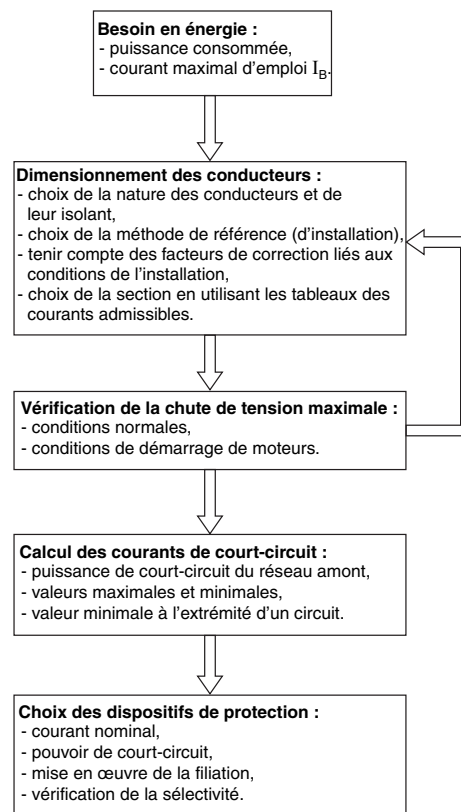 Besoin en énergie :
- puissance consommée,
- courant maximal d’emploi IB.
Dimensionnement des conducteurs :
- choix de la nature des conducteurs et de
leur isolant,
- choix de la méthode de référence (d’installation),
- tenir compte des facteurs de correction liés aux
conditions de l’installation,
- choix de la section en utilisant les tableaux des
courants admissibles.
Vérification de la chute de tension maximale :
- conditions normales,
- conditions de démarrage de moteurs.
Calcul des courants de court-circuit :
- puissance de court-circuit du réseau amont,
- valeurs maximales et minimales,
- valeur minimale à l’extrémité d’un circuit.
Choix des dispositifs de protection :
- courant nominal,
- pouvoir de court-circuit,
- mise en œuvre de la filiation,
- vérification de la sélectivité.